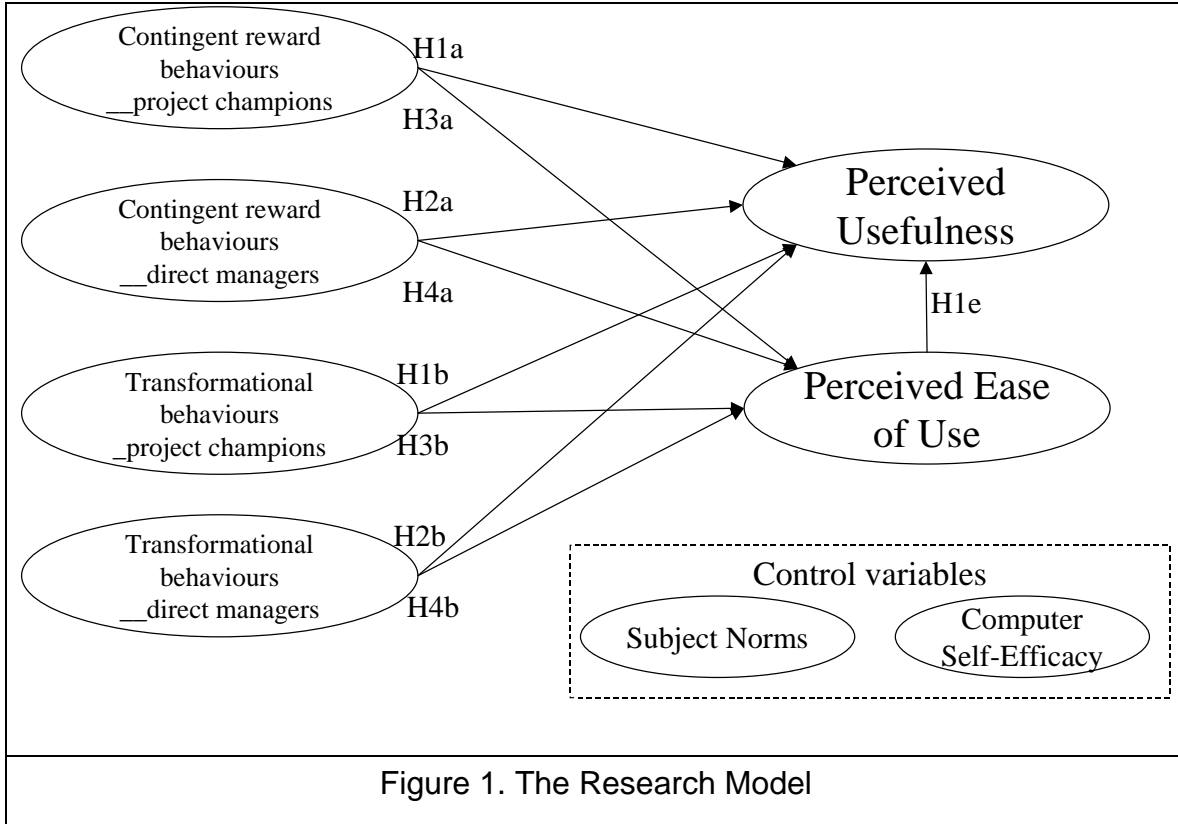 Contingent reward
behaviours
__project champions
H1a
H3a
Contingent reward
behaviours
__direct managers
H2a
H4a
Transformational
behaviours
_project champions
H1b
H3b
Transformational
behaviours
__direct managers
H2b
H4b
Perceived
Usefulness
H1e
Perceived Ease
of Use
Control variables
Subject Norms
Computer
Self-Efficacy
Figure 1. The Research Model